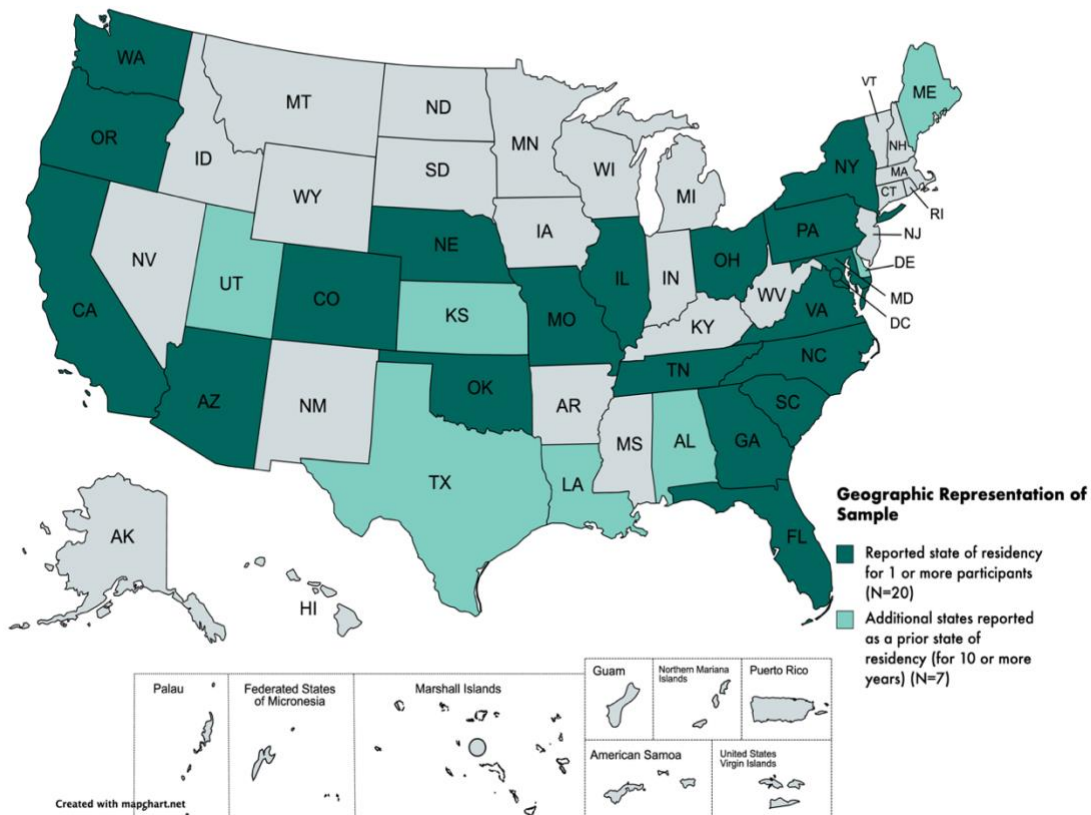 WA
MT
ND
MN
VT
ME
OR
ID
SD
WI
NH
NY
MA
WY
MI
CT
RI
IA
PA
NJ
NE
NV
UT
IL
IN
OH
DE
CO
WV
MD
CA
KS
MO
VA
DC
KY
NC
TN
AZ
NM
OK
AR
SC
MS
AL
GA
TX
LA
Geographic Representation of
Sample
FL
AK
Reported state of residency
for 1 or more participants
(N=20)
HI
Additional states reported
as a prior state of
residency (for 10 or more
years) (N=7)
Palau
Federated States
of Micronesia
Marshall Islands
Guam
Northern Mariana
Islands
Puerto Rico
American Samoa
United States
Virgin Islands
Created with mapchart.net